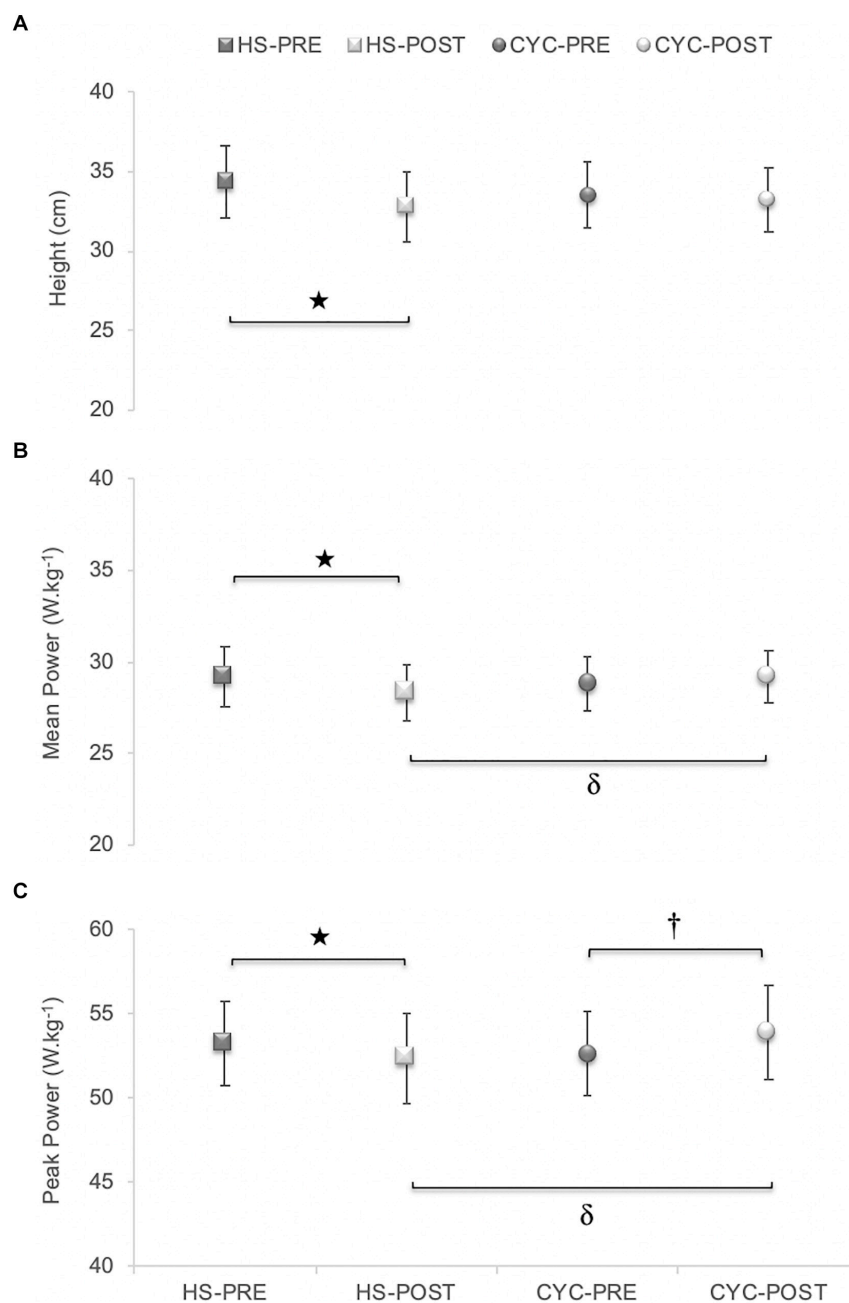 A
HS-PRE HS-POST CYC-PRE CYC-POST
40
35
30
25
20
Height (cm)
★
B
40
35
30
25
20
Mean Power (W.kg⁻¹)
★
δ
C
60
55
50
45
40
Peak Power (W.kg⁻¹)
★
†
δ
HS-PRE HS-POST CYC-PRE CYC-POST